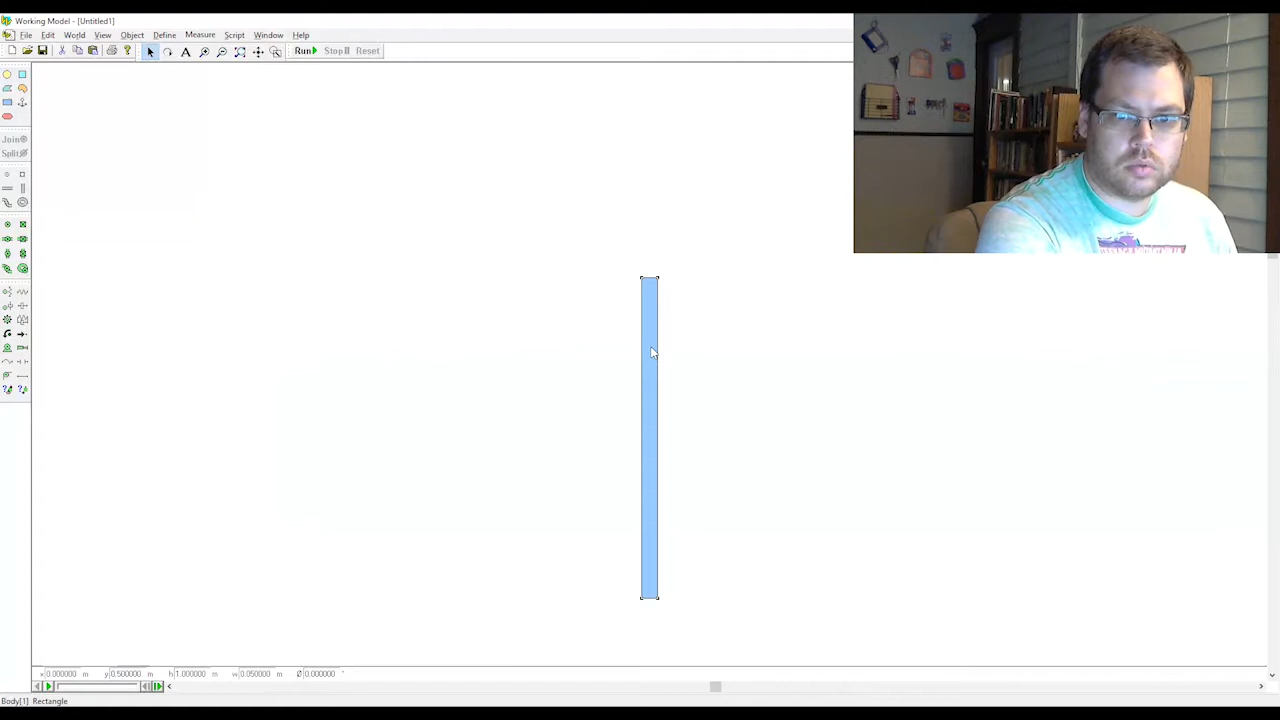 Working Model - [Untitled1]
File Edit World View Object Define Measure Script Window Help
A Run Stop Reset
Join
Split
x 0.000000 m y 0.500000 m h 1.000000 m w 0.050000 m Ø 0.000000 °
Body[1] Rectangle